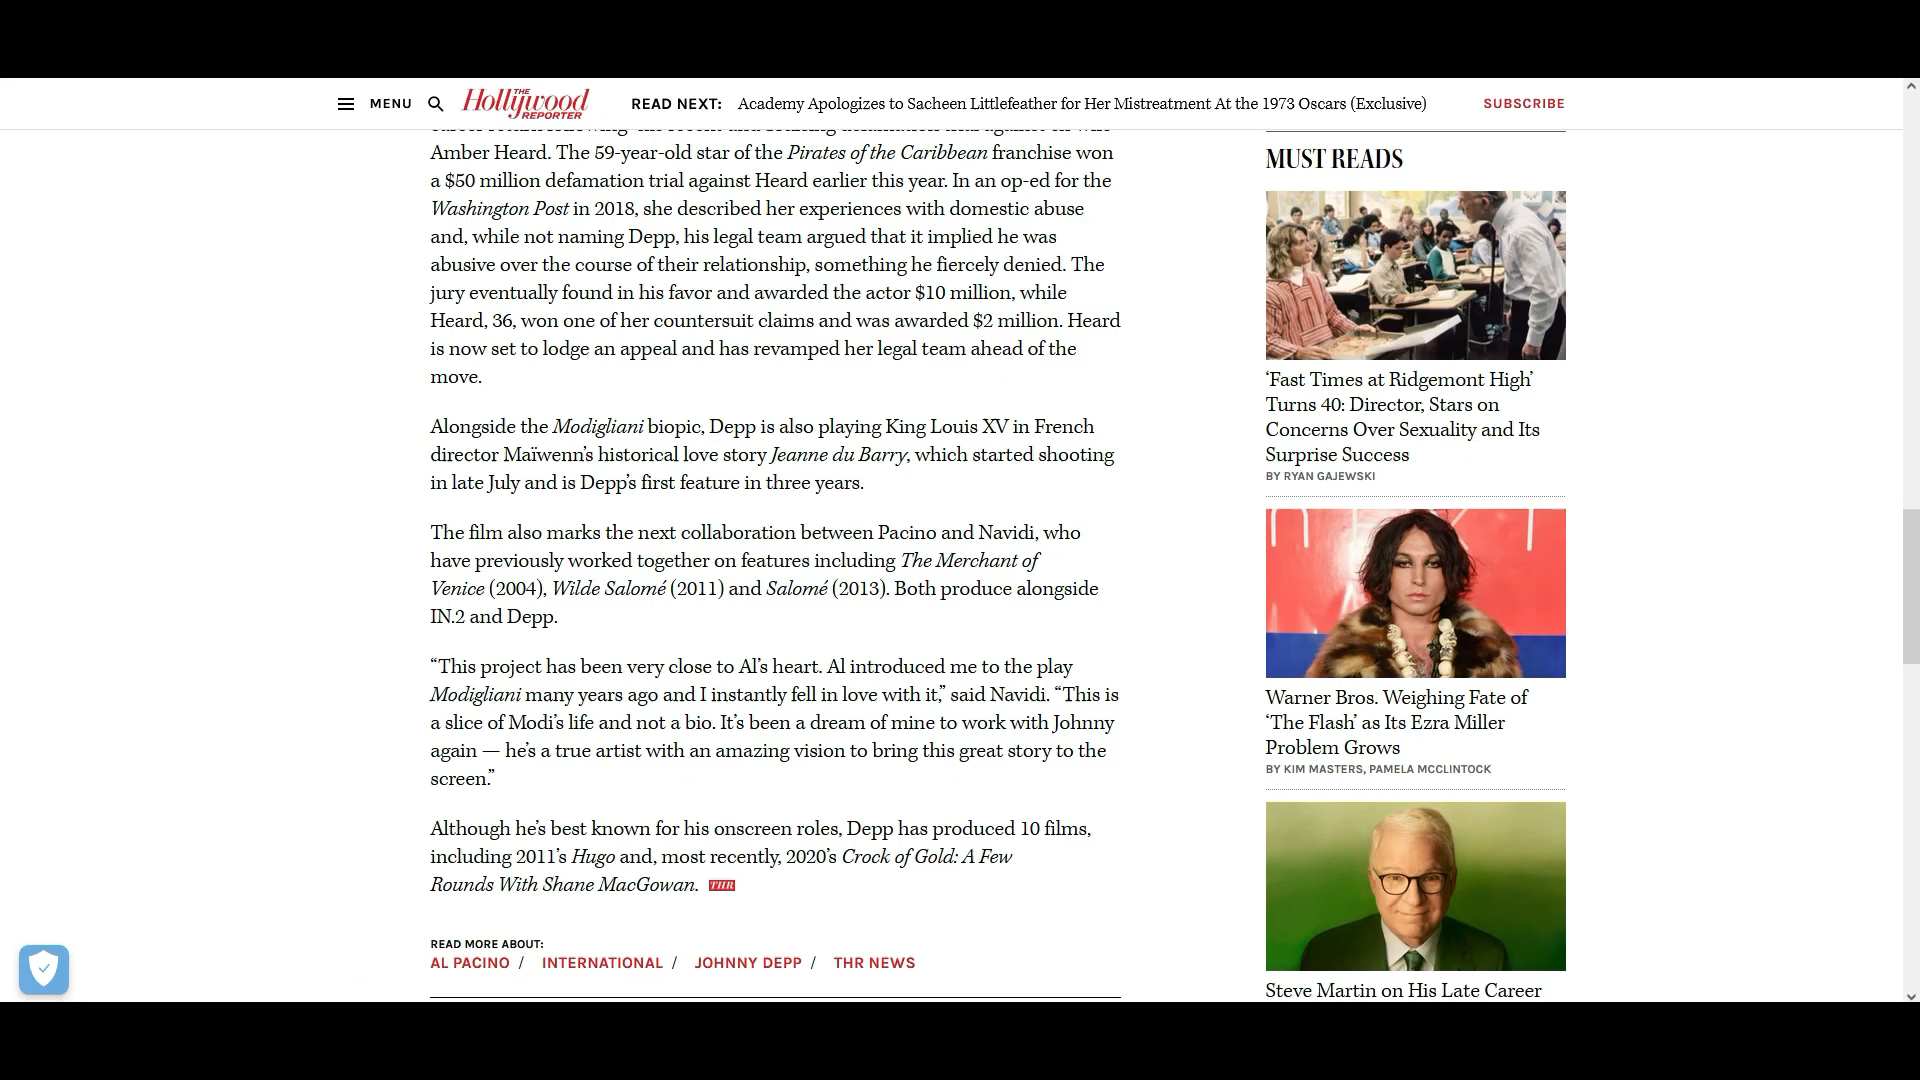 MENU
THE
Hollywood
REPORTER
READ NEXT: Academy Apologizes to Sacheen Littlefeather for Her Mistreatment At the 1973 Oscars (Exclusive)
SUBSCRIBE
Amber Heard. The 59-year-old star of the Pirates of the Caribbean franchise won
a $50 million defamation trial against Heard earlier this year. In an op-ed for the
Washington Post in 2018, she described her experiences with domestic abuse
and, while not naming Depp, his legal team argued that it implied he was
abusive over the course of their relationship, something he fiercely denied. The
jury eventually found in his favor and awarded the actor $10 million, while
Heard, 36, won one of her countersuit claims and was awarded $2 million. Heard
is now set to lodge an appeal and has revamped her legal team ahead of the
move.
Alongside the Modigliani biopic, Depp is also playing King Louis XV in French
director Maïwenn’s historical love story Jeanne du Barry, which started shooting
in late July and is Depp’s first feature in three years.
The film also marks the next collaboration between Pacino and Navidi, who
have previously worked together on features including The Merchant of
Venice (2004), Wilde Salomé (2011) and Salomé (2013). Both produce alongside
IN.2 and Depp.
“This project has been very close to Al’s heart. Al introduced me to the play
Modigliani many years ago and I instantly fell in love with it,” said Navidi. “This is
a slice of Modi’s life and not a bio. It’s been a dream of mine to work with Johnny
again — he’s a true artist with an amazing vision to bring this great story to the
screen.”
Although he’s best known for his onscreen roles, Depp has produced 10 films,
including 2011’s Hugo and, most recently, 2020’s Crock of Gold: A Few
Rounds With Shane MacGowan. THR
READ MORE ABOUT:
AL PACINO / INTERNATIONAL / JOHNNY DEPP / THR NEWS
MUST READS
‘Fast Times at Ridgemont High’
Turns 40: Director, Stars on
Concerns Over Sexuality and Its
Surprise Success
BY RYAN GAJEWSKI
Warner Bros. Weighing Fate of
‘The Flash’ as Its Ezra Miller
Problem Grows
BY KIM MASTERS, PAMELA MCCLINTOCK
Steve Martin on His Late Career